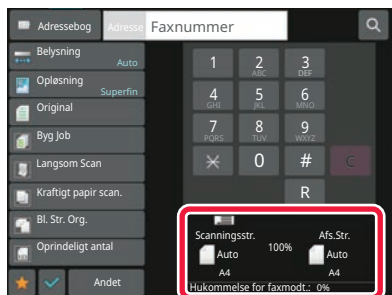 Adressebog
Adresse
Faxnummer
Belysning
Auto
Opløsning
Superfin
Original
Byg Job
Langsom Scan
Kraftigt papir scan.
Bl. Str. Org.
Oprindeligt antal
Andet
1 2 3
ABC DEF
4 5 6
GHI JKL MNO
7 8 9
PQRS TUV WXYZ
0 # C
R
Scanningsstr. Afs.Str.
Auto 100% Auto
A4 A4
Hukommelse for faxmodt.: 0%